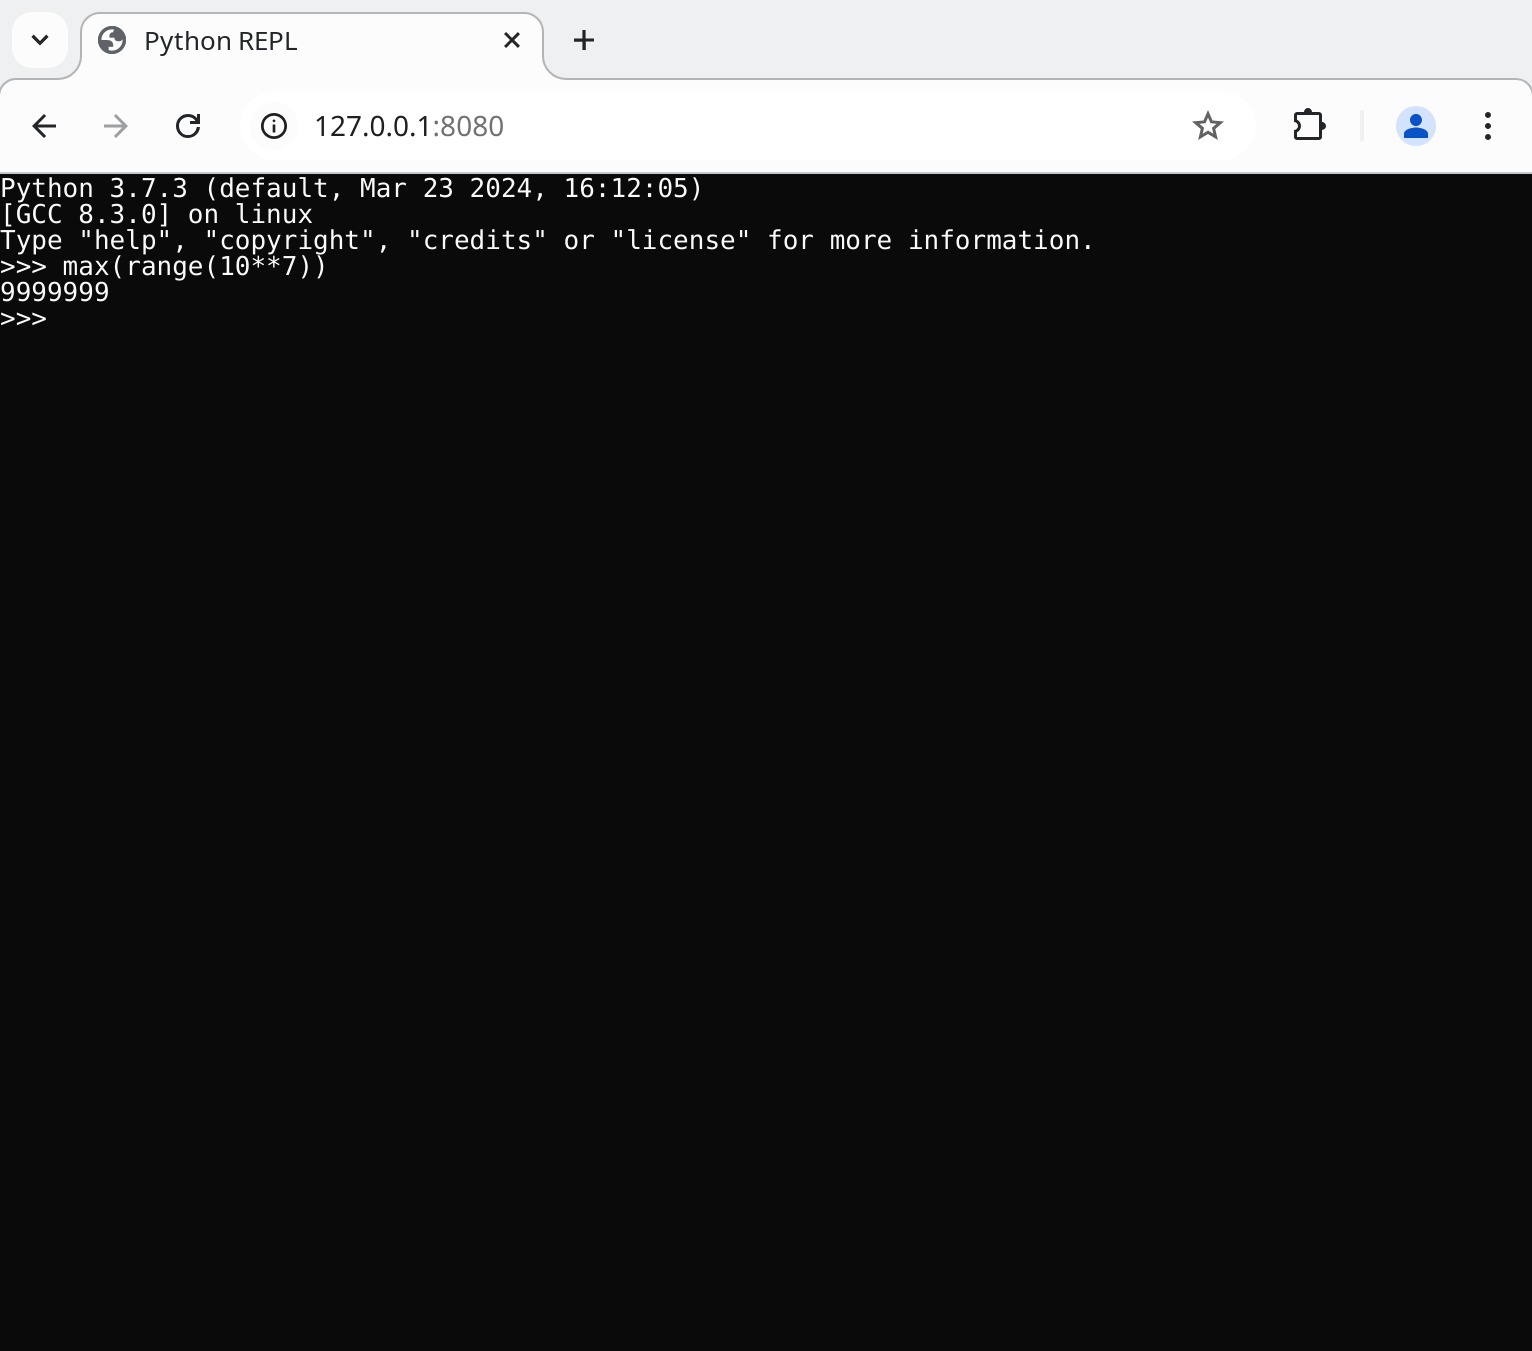 Python REPL
127.0.0.1:8080
Python 3.7.3 (default, Mar 23 2024, 16:12:05)
[GCC 8.3.0] on linux
Type "help", "copyright", "credits" or "license" for more information.
>>> max(range(10**7))
9999999
>>>